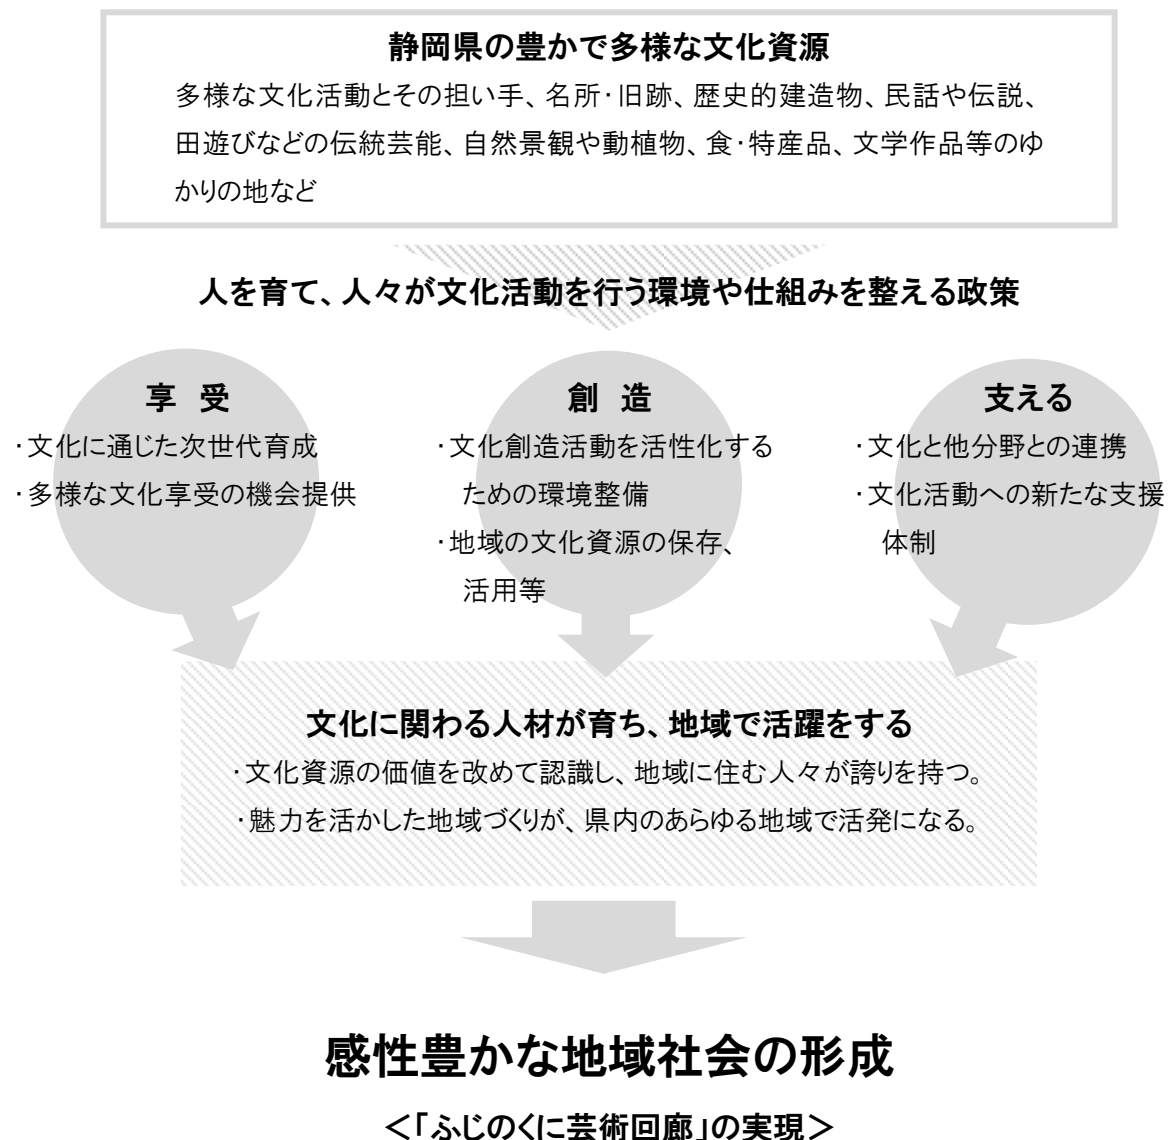 静岡県の豊かで多様な文化資源
多様な文化活動とその担い手、名所・旧跡、歴史的建造物、民話や伝説、
田遊びなどの伝統芸能、自然景観や動植物、食・特産品、文学作品等のゆ
かりの地など
人を育て、人々が文化活動を行う環境や仕組みを整える政策
享 受
・文化に通じた次世代育成
・多様な文化享受の機会提供
創 造
・文化創造活動を活性化する
ための環境整備
・地域の文化資源の保存、
活用等
支える
・文化と他分野との連携
・文化活動への新たな支援
体制
文化に関わる人材が育ち、地域で活躍をする
・文化資源の価値を改めて認識し、地域に住む人々が誇りを持つ。
・魅力を活かした地域づくりが、県内のあらゆる地域で活発になる。
感性豊かな地域社会の形成
＜「ふじのくに芸術回廊」の実現＞